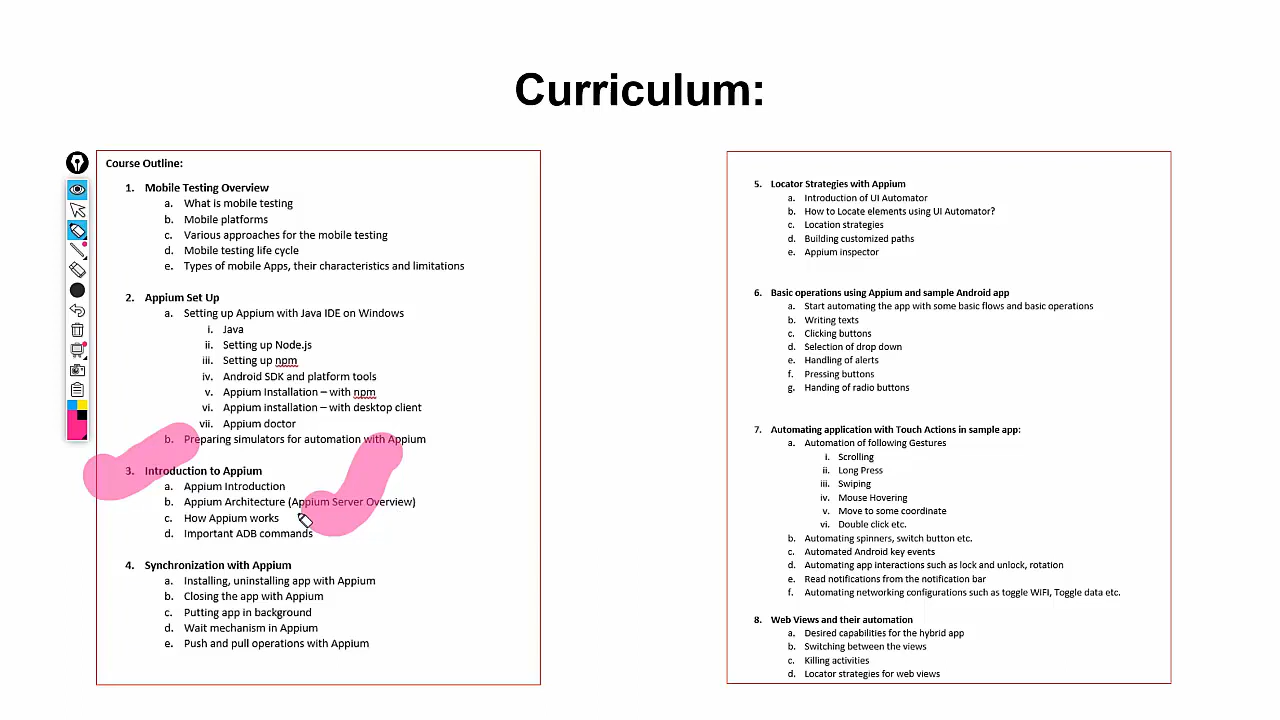 Curriculum:
Course Outline:
1. Mobile Testing Overview
a. What is mobile testing
b. Mobile platforms
c. Various approaches for the mobile testing
d. Mobile testing life cycle
e. Types of mobile Apps, their characteristics and limitations
2. Appium Set Up
a. Setting up Appium with Java IDE on Windows
i. Java
ii. Setting up Node.js
iii. Setting up npm
iv. Android SDK and platform tools
v. Appium Installation – with npm
vi. Appium installation – with desktop client
vii. Appium doctor
b. Preparing simulators for automation with Appium
3. Introduction to Appium
a. Appium Introduction
b. Appium Architecture (Appium Server Overview)
c. How Appium works
d. Important ADB commands
4. Synchronization with Appium
a. Installing, uninstalling app with Appium
b. Closing the app with Appium
c. Putting app in background
d. Wait mechanism in Appium
e. Push and pull operations with Appium
5. Locator Strategies with Appium
a. Introduction of UI Automator
b. How to Locate elements using UI Automator?
c. Location strategies
d. Building customized paths
e. Appium inspector
6. Basic operations using Appium and sample Android app
a. Start automating the app with some basic flows and basic operations
b. Writing texts
c. Clicking buttons
d. Selection of drop down
e. Handling of alerts
f. Pressing buttons
g. Handing of radio buttons
7. Automating application with Touch Actions in sample app:
a. Automation of following Gestures
i. Scrolling
ii. Long Press
iii. Swiping
iv. Mouse Hovering
v. Move to some coordinate
vi. Double click etc.
b. Automating spinners, switch button etc.
c. Automated Android key events
d. Automating app interactions such as lock and unlock, rotation
e. Read notifications from the notification bar
f. Automating networking configurations such as toggle WIFI, Toggle data etc.
8. Web Views and their automation
a. Desired capabilities for the hybrid app
b. Switching between the views
c. Killing activities
d. Locator strategies for web views